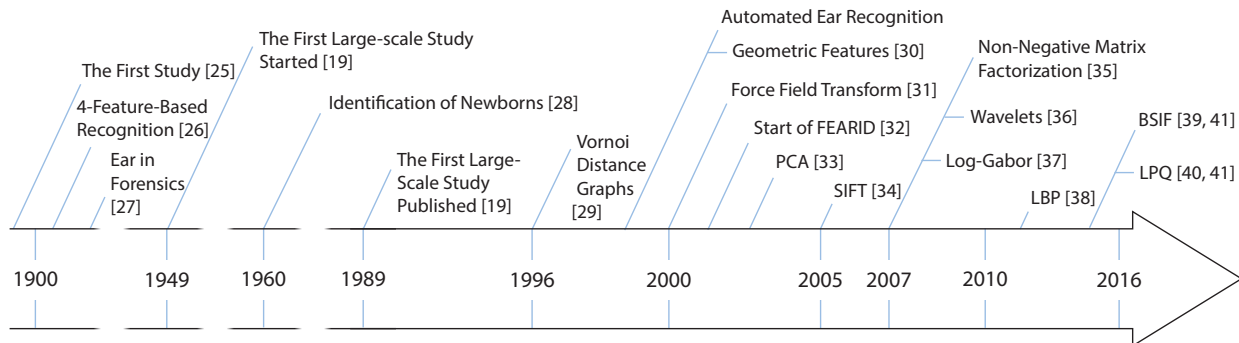 The First Study [25]
4-Feature-Based
Recognition [26]
Ear in
Forensics
[27]
The First Large-scale Study
Started [19]
Identification of Newborns [28]
The First Large-
Scale Study
Published [19]
Vornoi
Distance
Graphs
[29]
Automated Ear Recognition
Geometric Features [30]
Force Field Transform [31]
Start of FEARID [32]
PCA [33]
SIFT [34]
Non-Negative Matrix
Factorization [35]
Wavelets [36]
Log-Gabor [37]
LBP [38]
BSIF [39, 41]
LPQ [40, 41]
1900
1949
1960
1989
1996
2000
2005
2007
2010
2016